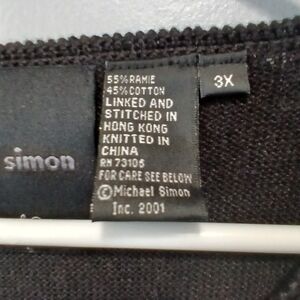 simon
55% RAMIE
45% COTTON
LINKED AND
STITCHED IN
HONG KONG
KNITTED IN
CHINA
RN 73106
FOR CARE SEE BELOW
©Michael Simon
Inc. 2001
3X